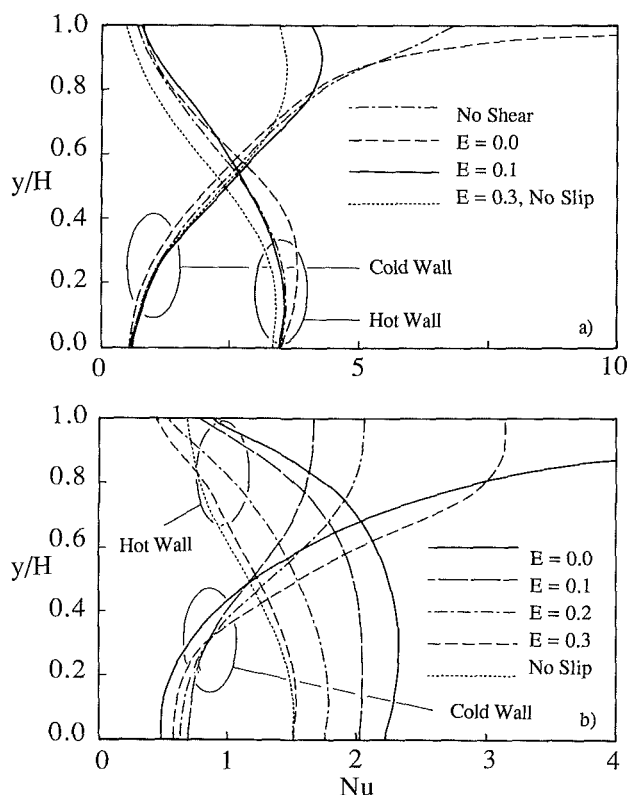 1.0
0.8
0.6
y/H
0.4
0.2
0.0
No Shear
E = 0.0
E = 0.1
E = 0.3, No Slip
Cold Wall
Hot Wall
a)
0
5
10
1.0
0.8
0.6
y/H
0.4
0.2
0.0
Hot Wall
E = 0.0
E = 0.1
E = 0.2
E = 0.3
No Slip
Cold Wall
b)
0
1
2
3
4
Nu